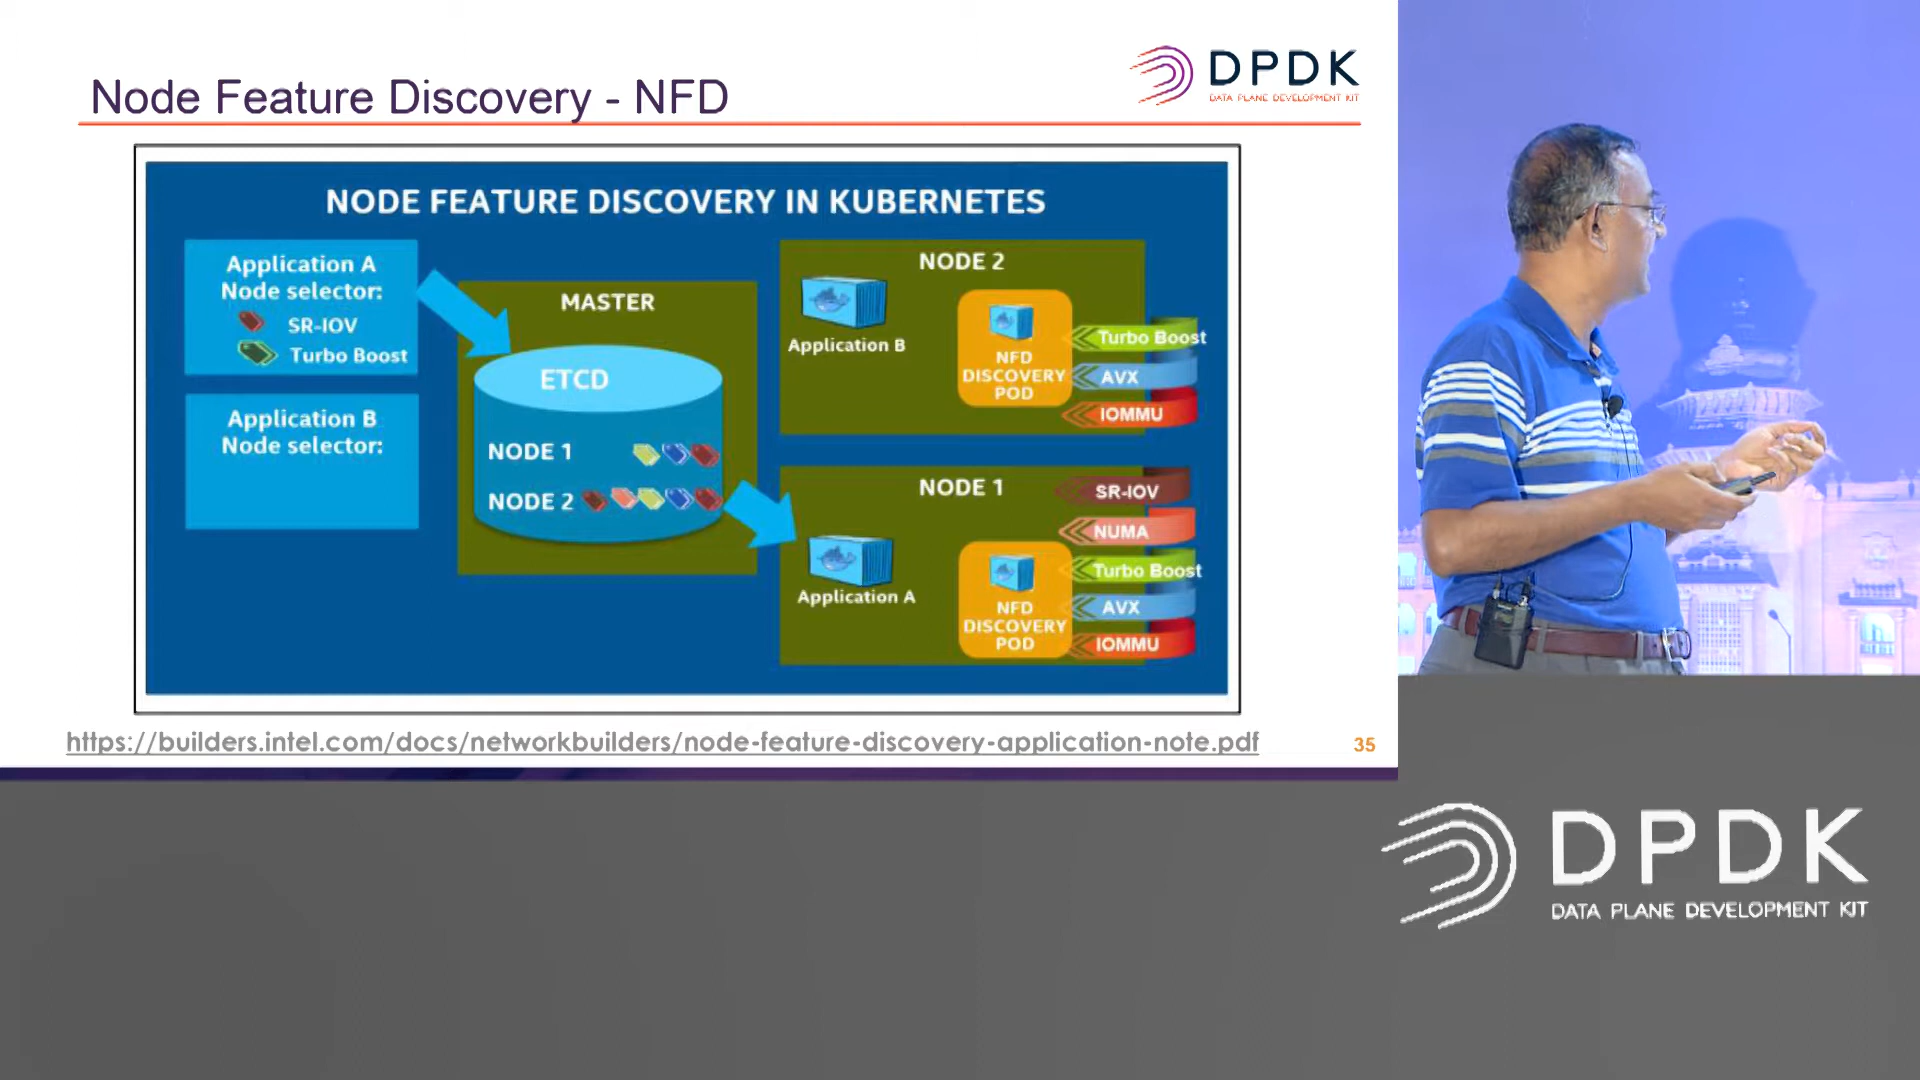 Node Feature Discovery - NFD
DPDK
DATA PLANE DEVELOPMENT KIT
NODE FEATURE DISCOVERY IN KUBERNETES
Application A
Node selector:
SR-IOV
Turbo Boost
Application B
Node selector:
MASTER
ETCD
NODE 1
NODE 2
NODE 2
Application B
NFD
DISCOVERY
POD
Turbo Boost
AVX
IOMMU
NODE 1
Application A
NFD
DISCOVERY
POD
SR-IOV
NUMA
Turbo Boost
AVX
IOMMU
https://builders.intel.com/docs/networkbuilders/node-feature-discovery-application-note.pdf
35
DPDK
DATA PLANE DEVELOPMENT KIT